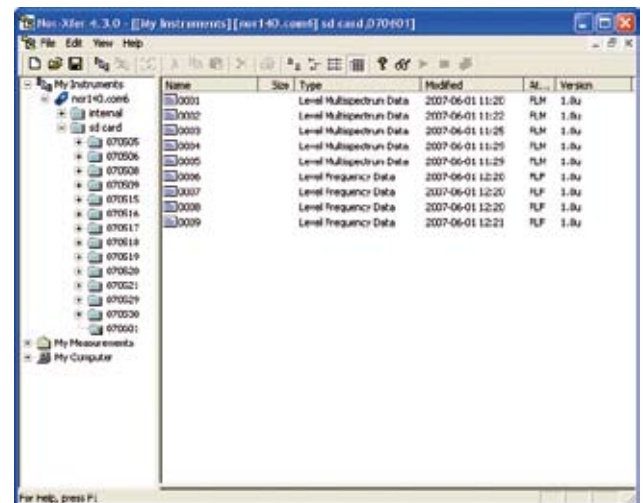 Nor-Xfer 4.3.0 - [[My Instruments][nor140.com6] sd card,070601]
File Edit View Help
My Instruments
nor140.com6
internal
sd card
070505
070506
070508
070509
070515
070516
070517
070518
070519
070520
070521
070529
070530
070601
My Measurements
My Computer
Name Size Type Modified At... Version
0001 Level Multispectrum Data 2007-06-01 11:20 RLM 1.0u
0002 Level Multispectrum Data 2007-06-01 11:22 RLM 1.0u
0003 Level Multispectrum Data 2007-06-01 11:25 RLM 1.0u
0004 Level Multispectrum Data 2007-06-01 11:29 RLM 1.0u
0005 Level Multispectrum Data 2007-06-01 11:29 RLM 1.0u
0006 Level Frequency Data 2007-06-01 12:20 RLF 1.0u
0007 Level Frequency Data 2007-06-01 12:20 RLF 1.0u
0008 Level Frequency Data 2007-06-01 12:20 RLF 1.0u
0009 Level Frequency Data 2007-06-01 12:21 RLF 1.0u
For Help, press F1